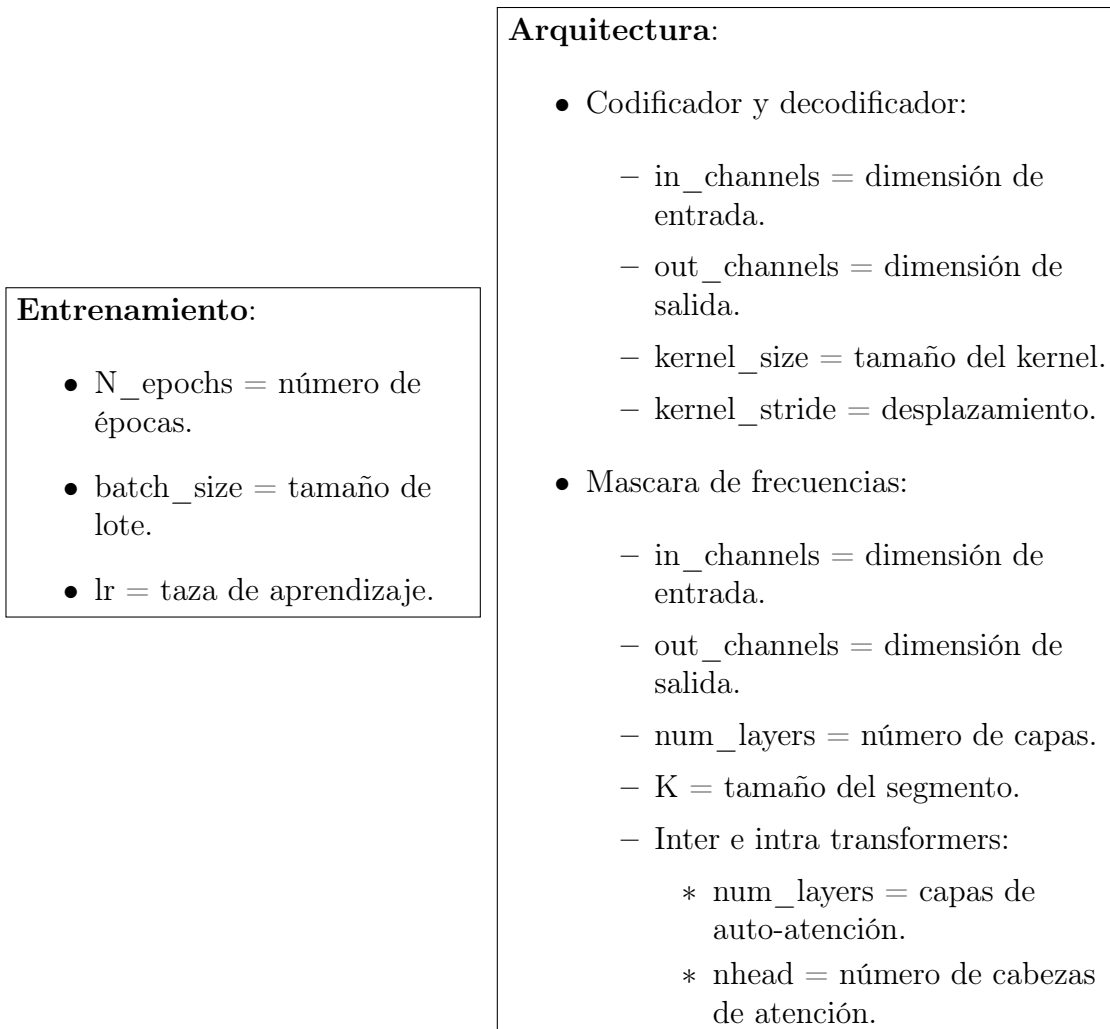 Entrenamiento:
• N_epochs = número de
épocas.
• batch_size = tamaño de
lote.
• lr = taza de aprendizaje.
Arquitectura:
• Codificador y decodificador:
– in_channels = dimensión de
entrada.
– out_channels = dimensión de
salida.
– kernel_size = tamaño del kernel.
– kernel_stride = desplazamiento.
• Mascara de frecuencias:
– in_channels = dimensión de
entrada.
– out_channels = dimensión de
salida.
– num_layers = número de capas.
– K = tamaño del segmento.
– Inter e intra transformers:
* num_layers = capas de
auto-atención.
* nhead = número de cabezas
de atención.